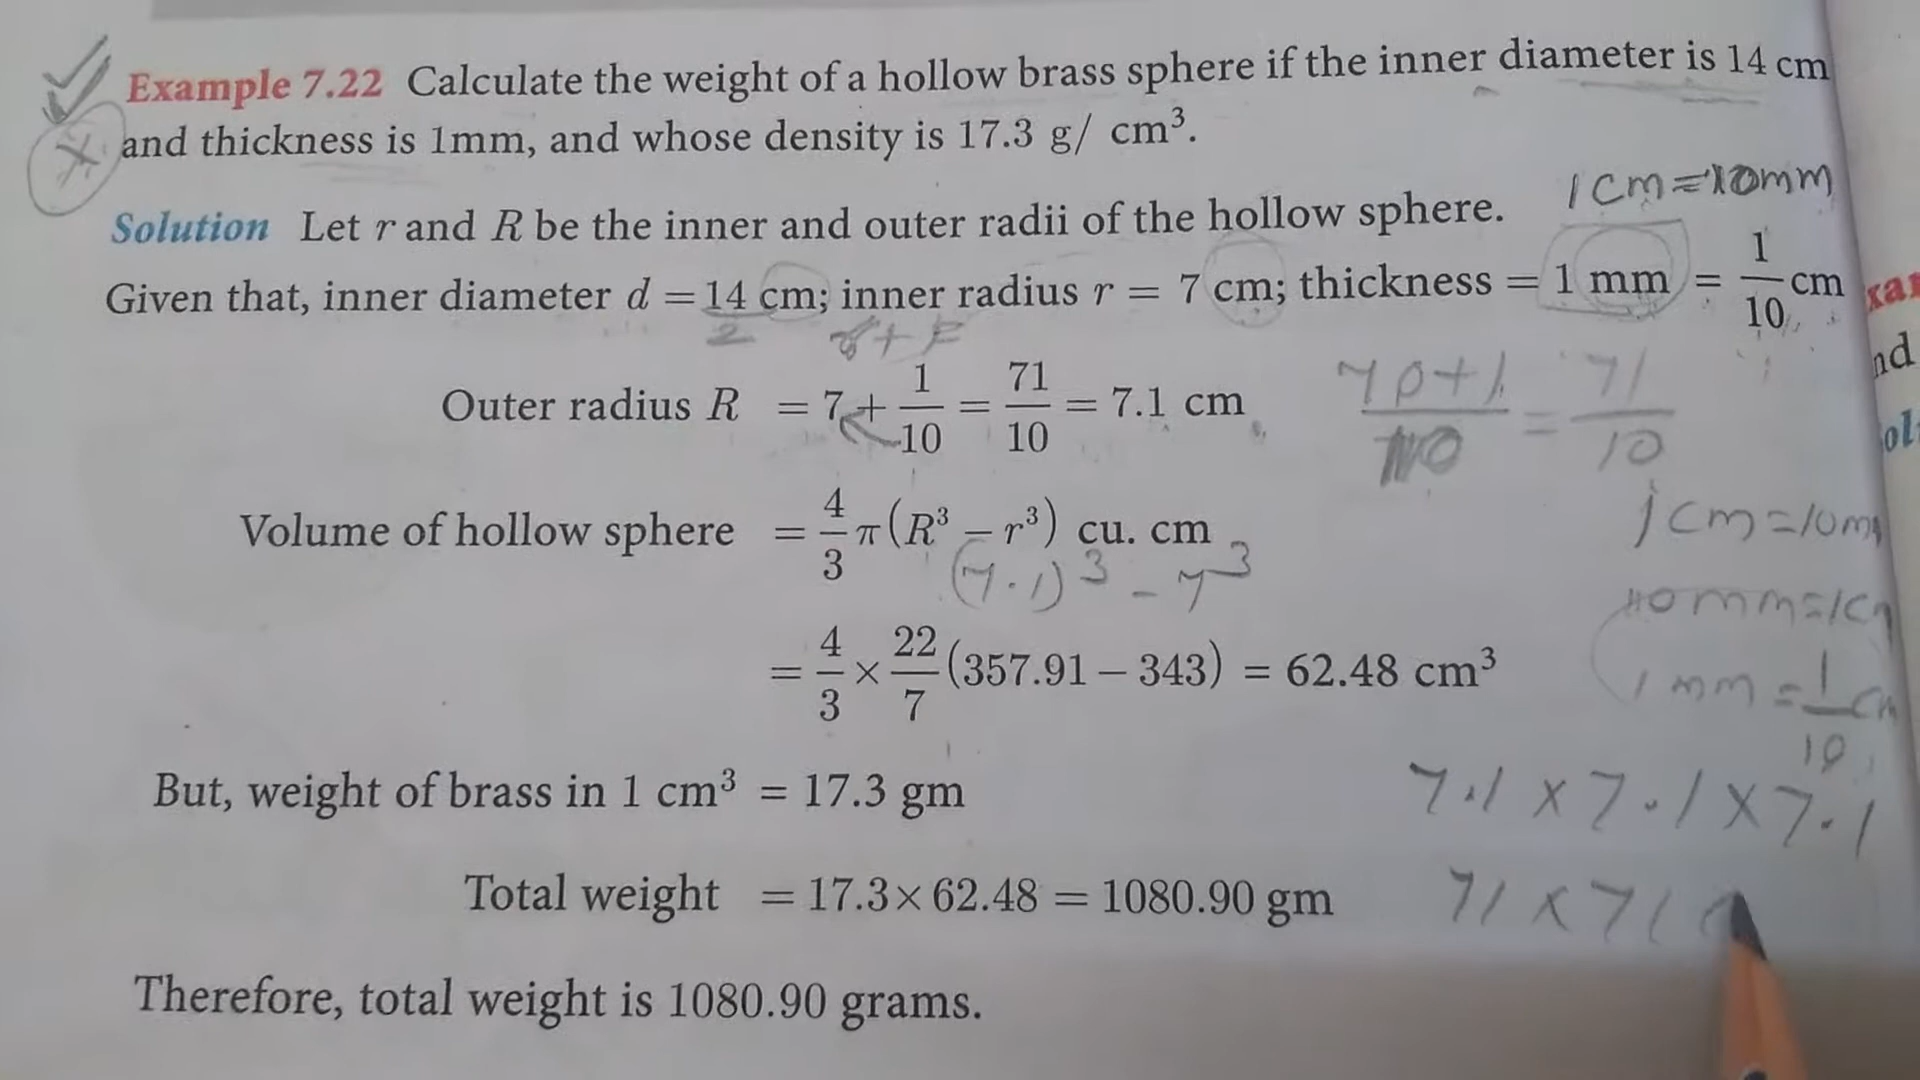 Example 7.22 Calculate the weight of a hollow brass sphere if the inner diameter is 14 cm
and thickness is 1mm, and whose density is 17.3 g/ cm³.
1 cm = 10mm
Solution Let r and R be the inner and outer radii of the hollow sphere.
Given that, inner diameter d = 14 cm; inner radius r = 7 cm; thickness = 1 mm = 1/10 cm
2
Outer radius R = 7 + 1/10 = 71/10 = 7.1 cm
70+1/10 = 71/10
Volume of hollow sphere = 4/3 π(R³ − r³) cu. cm
1 cm = 10m
(7.1)³ - 7³
10 mm = 1c
= 4/3 × 22/7 (357.91 − 343) = 62.48 cm³
1 mm = 1/10 cm
But, weight of brass in 1 cm³ = 17.3 gm
7.1 × 7.1 × 7.1
Total weight = 17.3 × 62.48 = 1080.90 gm
71 × 71
Therefore, total weight is 1080.90 grams.
xar
nd
ol